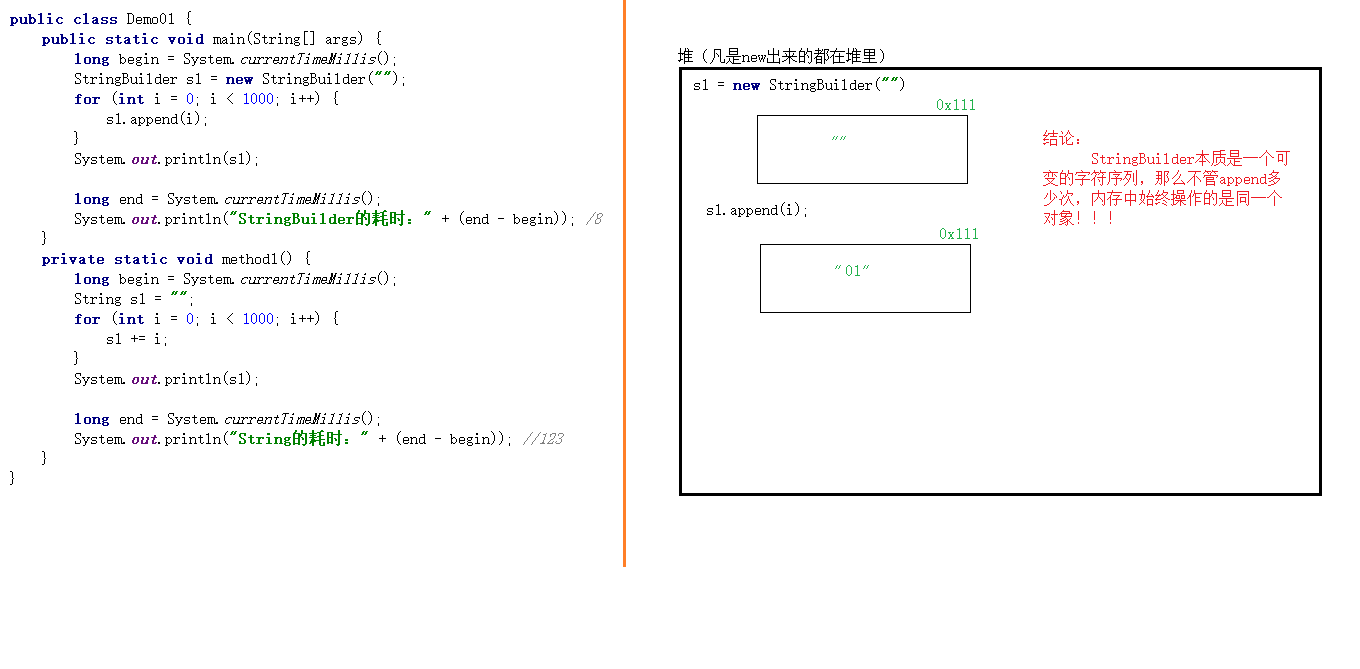 public class Demo01 {
public static void main(String[] args) {
long begin = System.currentTimeMillis();
StringBuilder s1 = new StringBuilder("");
for (int i = 0; i < 1000; i++) {
s1.append(i);
}
System.out.println(s1);
long end = System.currentTimeMillis();
System.out.println("StringBuilder的耗时：" + (end - begin)); /8
}
private static void method1() {
long begin = System.currentTimeMillis();
String s1 = "";
for (int i = 0; i < 1000; i++) {
s1 += i;
}
System.out.println(s1);
long end = System.currentTimeMillis();
System.out.println("String的耗时：" + (end - begin)); //123
}
}
堆（凡是new出来的都在堆里）
s1 = new StringBuilder("")
0x111
""
s1.append(i);
0x111
"01"
结论：
StringBuilder本质是一个可
变的字符序列，那么不管append多
少次，内存中始终操作的是同一个
对象！！！